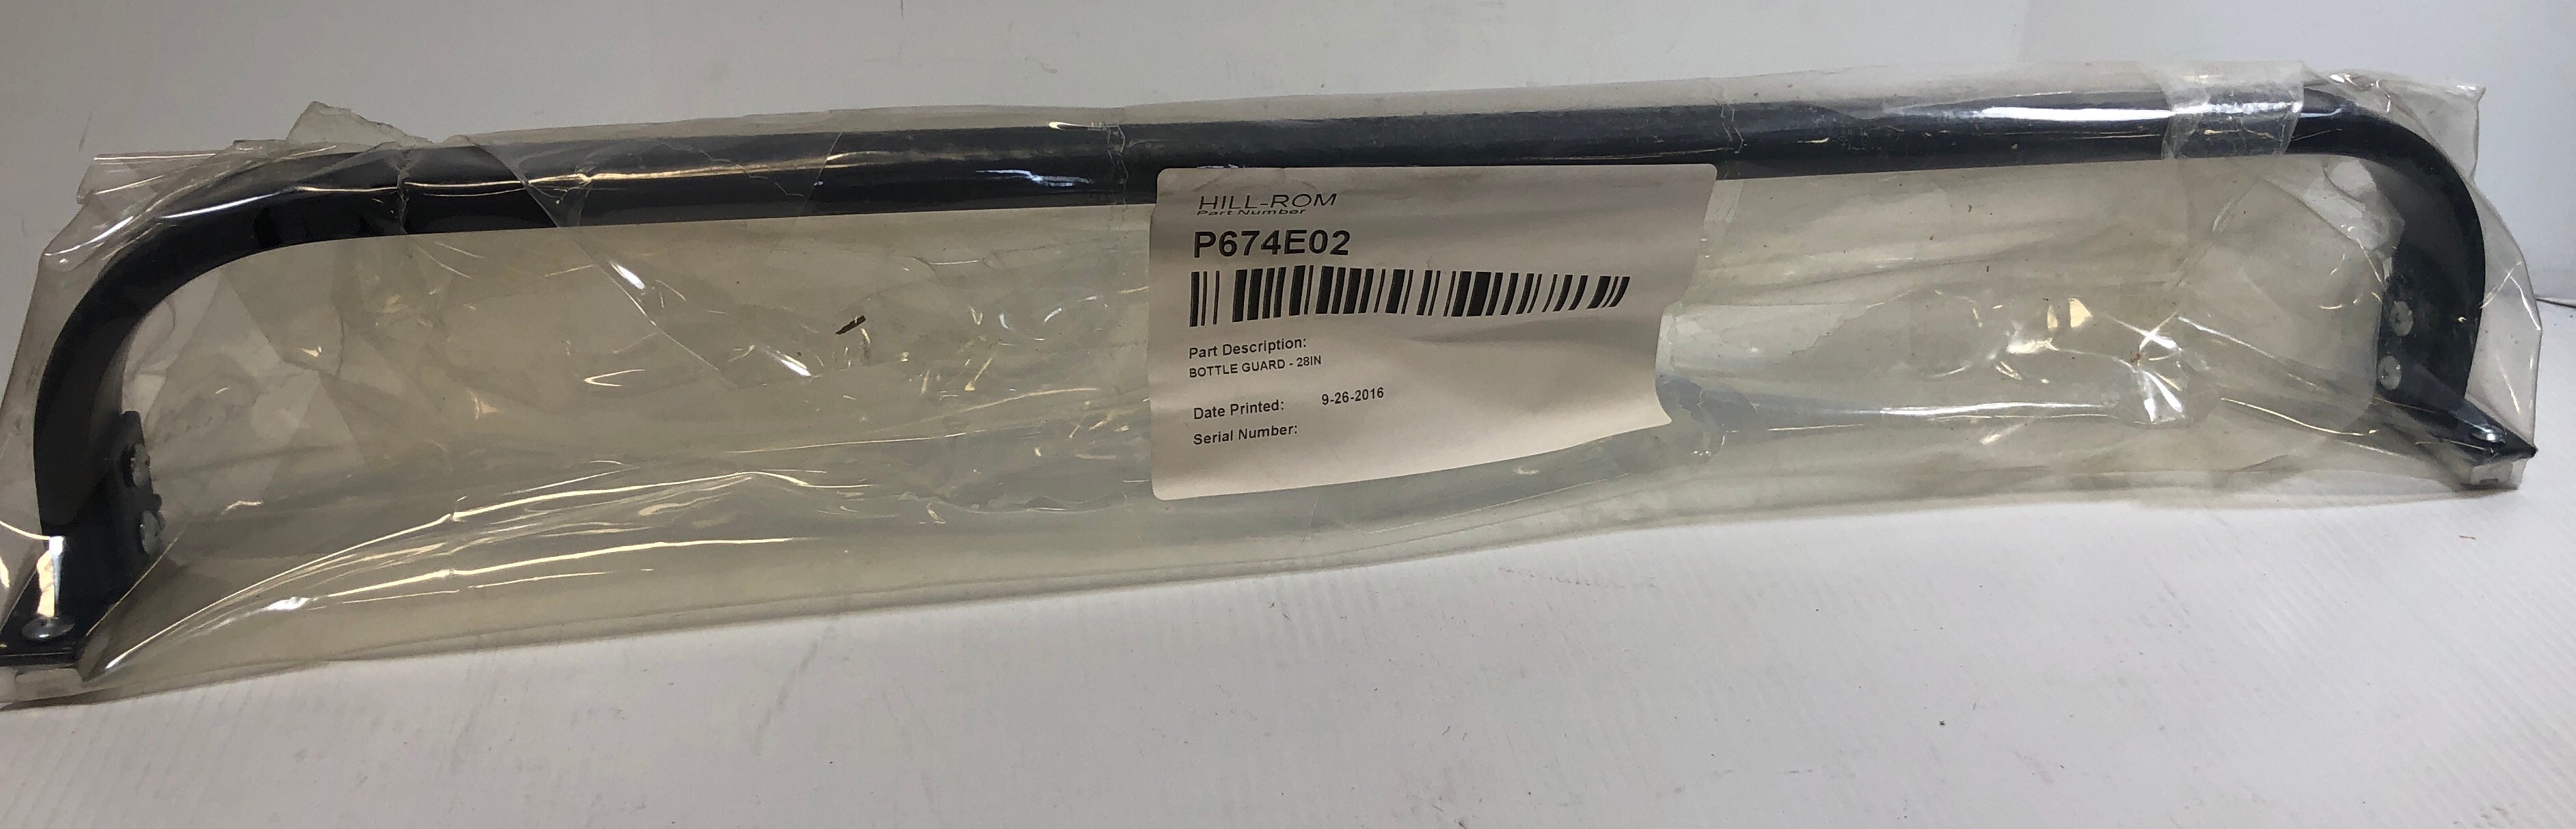 HILL-ROM
Part Number
P674E02
Part Description:
BOTTLE GUARD - 28IN
Date Printed: 9-26-2016
Serial Number: